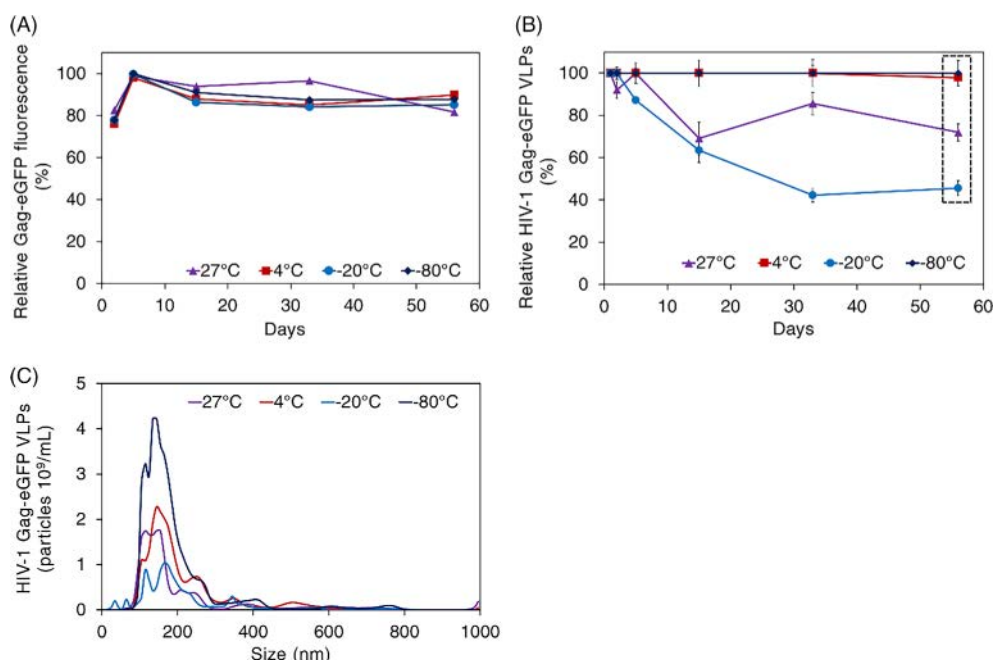 (A)
Relative Gag-eGFP fluorescence
(%)
120
100
80
60
40
20
0
27°C 4°C -20°C -80°C
0 10 20 30 40 50 60
Days
(B)
Relative HIV-1 Gag-eGFP VLPs
(%)
120
100
80
60
40
20
0
27°C 4°C -20°C -80°C
0 10 20 30 40 50 60
Days
(C)
HIV-1 Gag-eGFP VLPs
(particles 10⁹/mL)
5
4
3
2
1
0
27°C 4°C -20°C -80°C
0 200 400 600 800 1000
Size (nm)